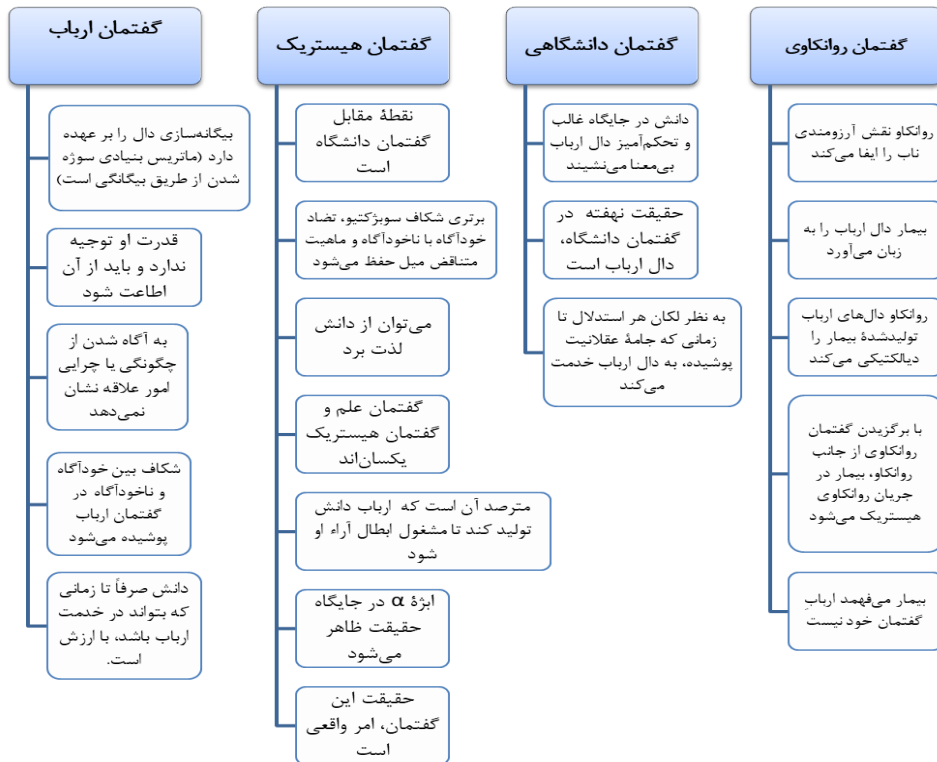 گفتمان روانکاوی
روانکاو نقش آرزومندی
ناب را ایفا می‌کند
بیمار دال ارباب را به
زبان می‌آورد
روانکاو دال‌های ارباب
تولیدشدهٔ بیمار را
دیالکتیکی می‌کند
با برگزیدن گفتمان
روانکاوی از جانب
روانکاو، بیمار در
جریان روانکاوی
هیستریک می‌شود
بیمار می‌فهمد اربابِ
گفتمان خود نیست
گفتمان دانشگاهی
دانش در جایگاه غالب
و تحکم‌آمیز دال ارباب
بی‌معنا می‌نشیند
حقیقت نهفته در
گفتمان دانشگاه،
دال ارباب است
به نظر لکان هر استدلال تا
زمانی که جامهٔ عقلانیت
پوشیده، به دال ارباب خدمت
می‌کند
گفتمان هیستریک
نقطهٔ مقابل
گفتمان دانشگاه
است
برتری شکاف سوبژکتیو، تضاد
خودآگاه با ناخودآگاه و ماهیت
متناقض میل حفظ می‌شود
می‌توان از دانش
لذت برد
گفتمان علم و
گفتمان هیستریک
یکسان‌اند
مترصد آن است که ارباب دانش
تولید کند تا مشغول ابطال آراء او
شود
ابژهٔ α در جایگاه
حقیقت ظاهر
می‌شود
حقیقت این
گفتمان، امر واقعی
است
گفتمان ارباب
بیگانه‌سازی دال را بر عهده
دارد (ماتریس بنیادی سوژه
شدن از طریق بیگانگی است)
قدرت او توجیه
ندارد و باید از آن
اطاعت شود
به آگاه شدن از
چگونگی یا چرایی
امور علاقه نشان
نمی‌دهد
شکاف بین خودآگاه
و ناخودآگاه در
گفتمان ارباب
پوشیده می‌شود
دانش صرفاً تا زمانی
که بتواند در خدمت
ارباب باشد، با ارزش
است.